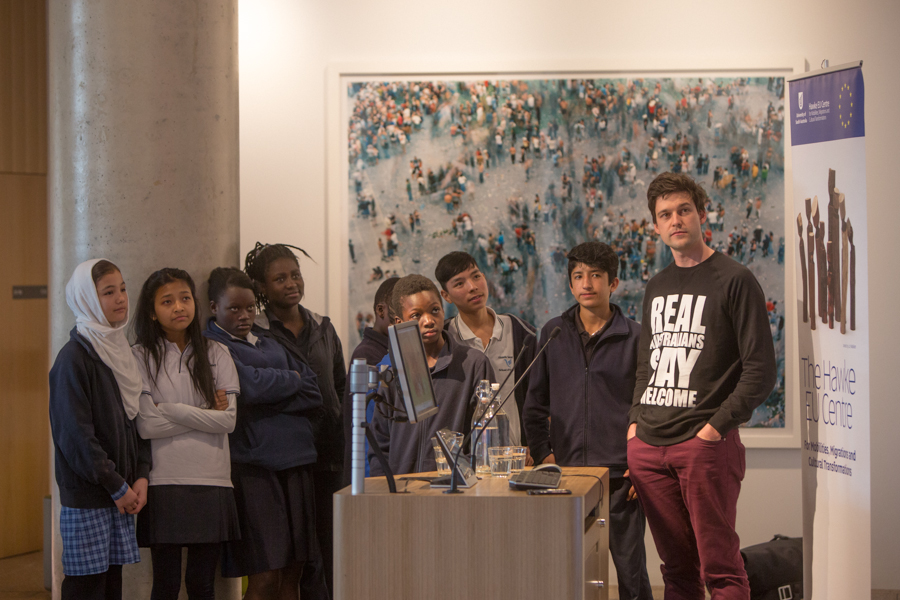 REAL
AUSTRALIANS
SAY
WELCOME
Hawke EU Centre
The Hawke
EU Centre
For Mobilities, Migrations and
Cultural Transformations